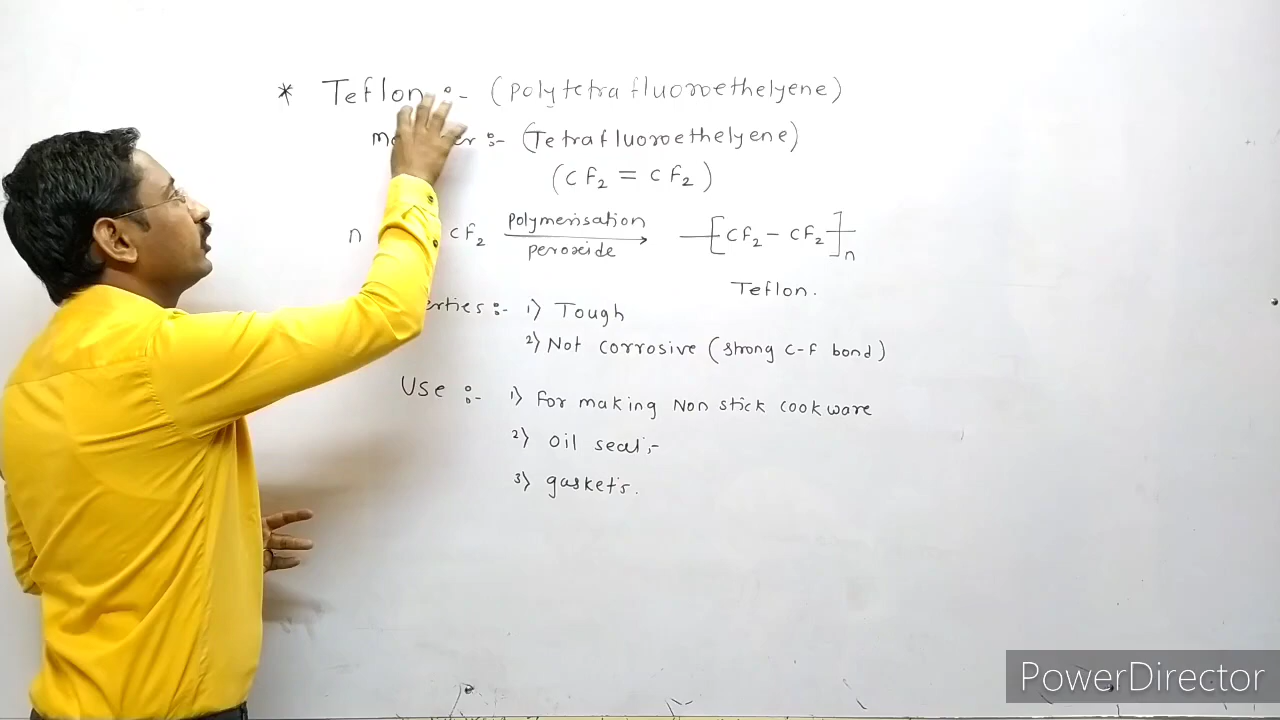 * Teflon :- (polytetrafluoroethelyene)
:- (Tetrafluoroethelyene)
(CF₂ = CF₂)
n CF₂ polymerisation peroxide -[CF₂ - CF₂]-n
Teflon.
:- 1) Tough
2) Not corrosive (strong C-F bond)
Use :- 1) For making Non stick cookware
2) Oil seal,-
3) gaskets.
PowerDirector